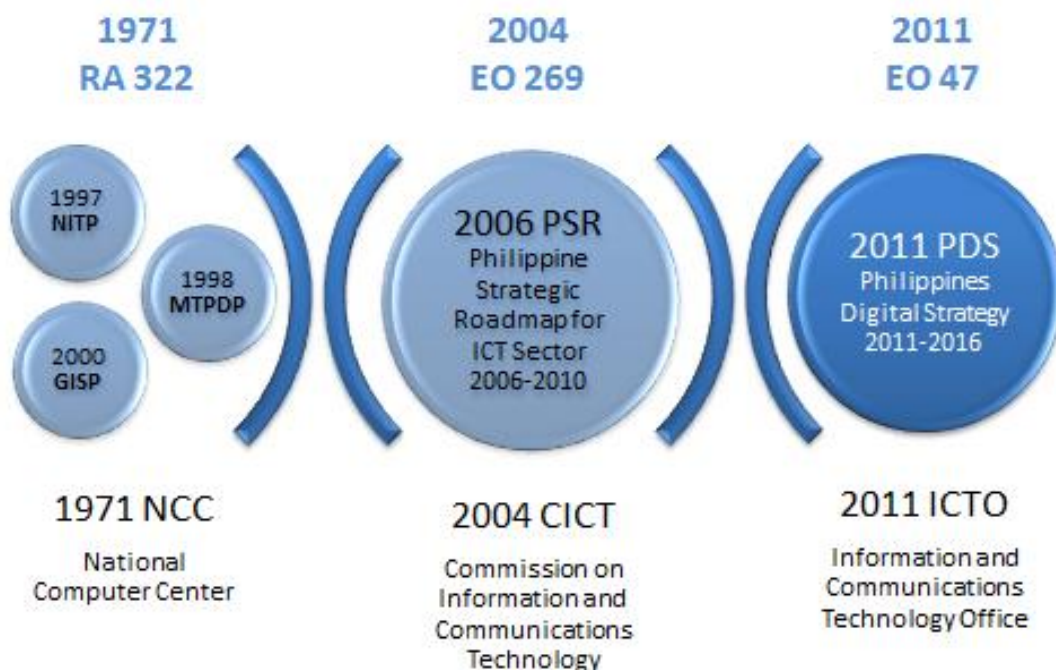 1971
RA 322
2004
EO 269
2011
EO 47
1997
NITP
1998
MTPDP
2000
GISP
2006 PSR
Philippine
Strategic
Roadmap for
ICT Sector
2006-2010
2011 PDS
Philippines
Digital Strategy
2011-2016
1971 NCC
National
Computer Center
2004 CICT
Commission on
Information and
Communications
Technology
2011 ICTO
Information and
Communications
Technology Office